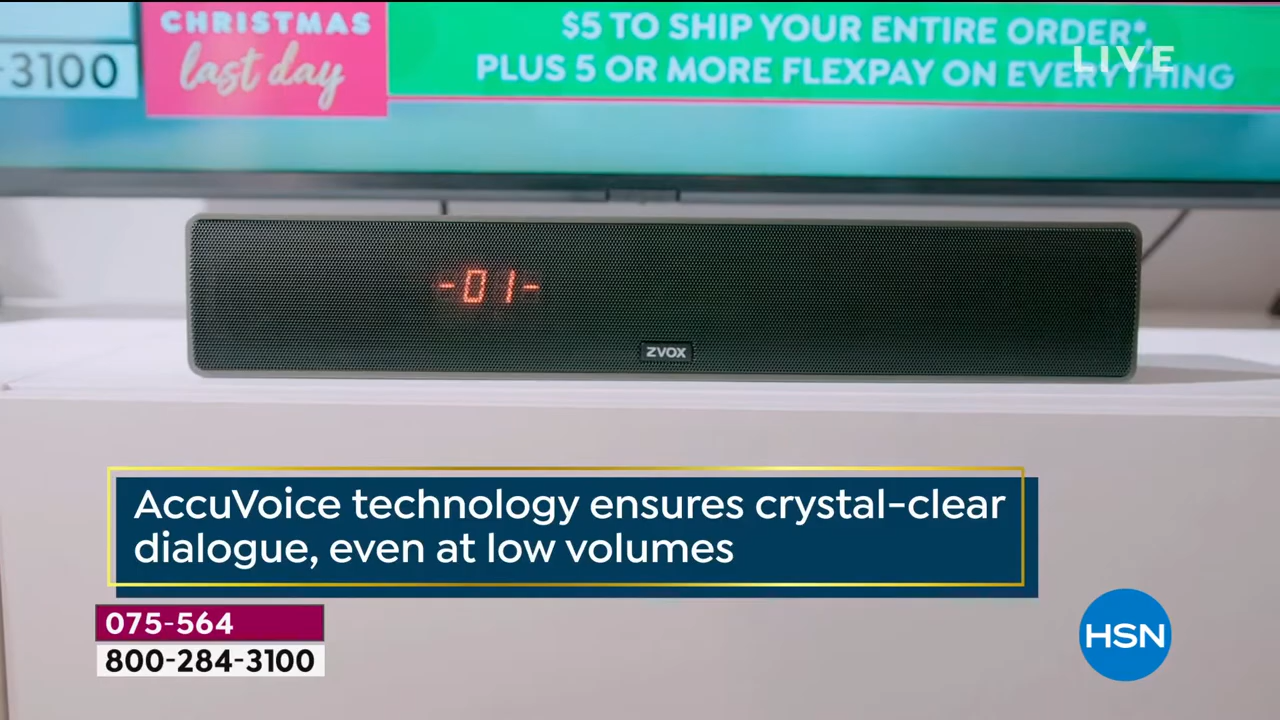 -3100
CHRISTMAS
last day
$5 TO SHIP YOUR ENTIRE ORDER*,
PLUS 5 OR MORE FLEXPAY ON EVERYTHING
LIVE
-01-
ZVOX
AccuVoice technology ensures crystal-clear
dialogue, even at low volumes
075-564
800-284-3100
HSN